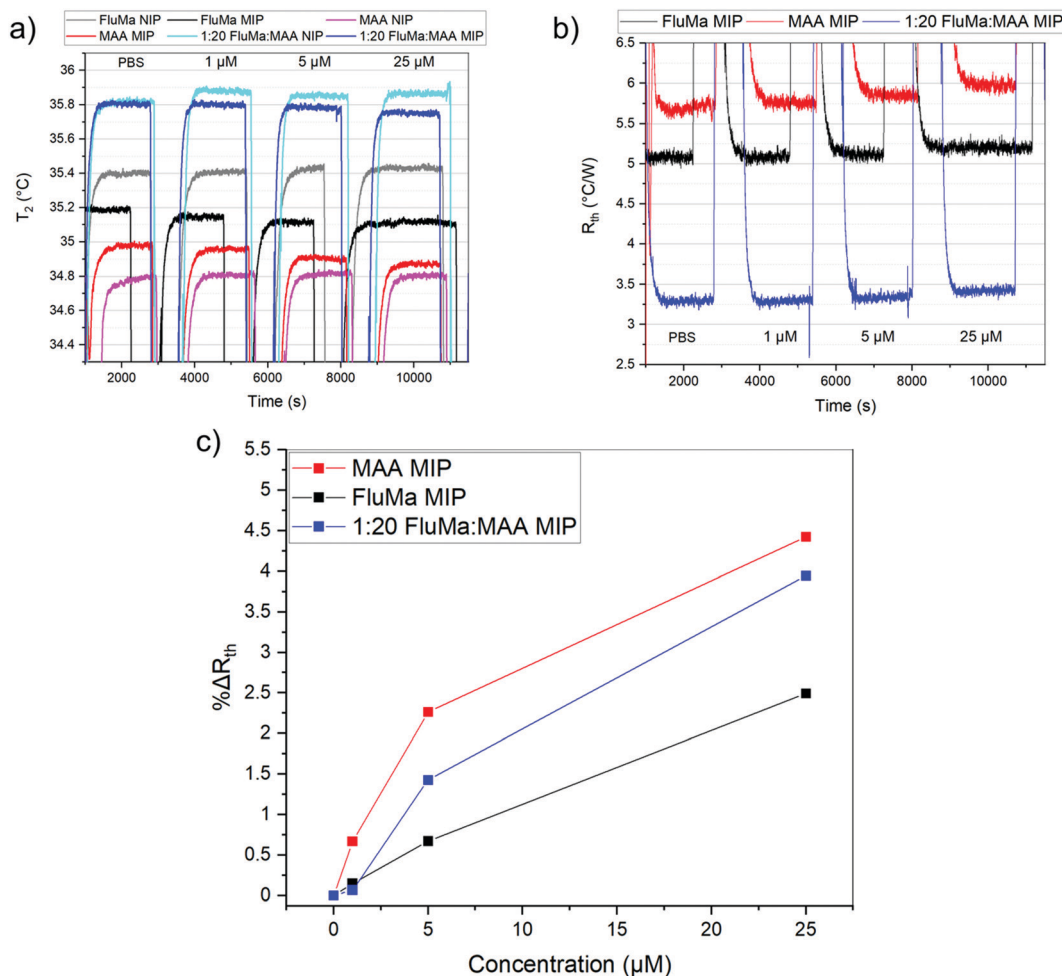 a)
FluMa NIP FluMa MIP MAA NIP
MAA MIP 1:20 FluMa:MAA NIP 1:20 FluMa:MAA MIP
PBS 1 µM 5 µM 25 µM
36
35.8
35.4
35.2
35
34.8
34.6
34.4
T2 (°C)
2000 4000 6000 8000 10000
Time (s)
b)
FluMa MIP MAA MIP 1:20 FluMa:MAA MIP
6.5
6
5.5
5
4.5
4
3.5
3
2.5
Rth (°C/W)
PBS 1 µM 5 µM 25 µM
2000 4000 6000 8000 10000
Time (s)
c)
MAA MIP
FluMa MIP
1:20 FluMa:MAA MIP
5.5
5
4.5
4
3.5
3
2.5
2
1.5
1
0.5
0
%ΔRth
0 5 10 15 20 25
Concentration (µM)